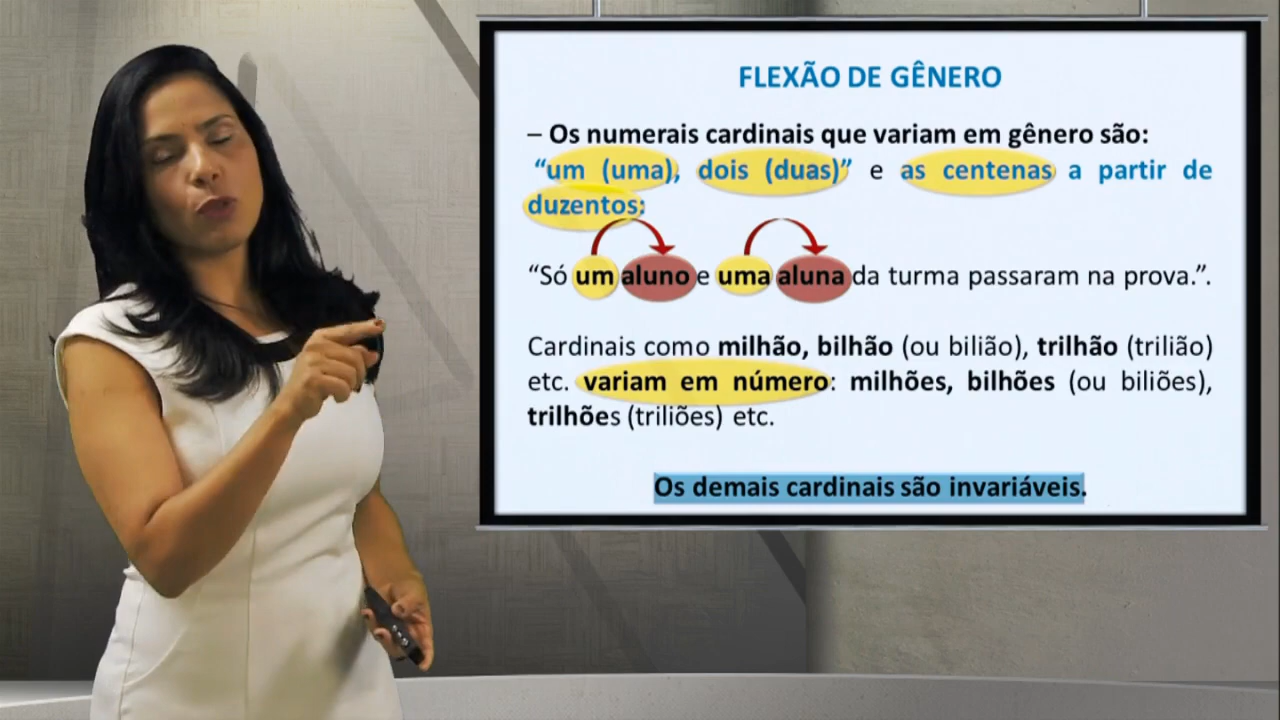 FLEXÃO DE GÊNERO
– Os numerais cardinais que variam em gênero são:
“um (uma), dois (duas)” e as centenas a partir de
duzentos:
“Só um aluno e uma aluna da turma passaram na prova.”.
Cardinais como milhão, bilhão (ou bilião), trilhão (trilião)
etc. variam em número: milhões, bilhões (ou biliões),
trilhões (triliões) etc.
Os demais cardinais são invariáveis.